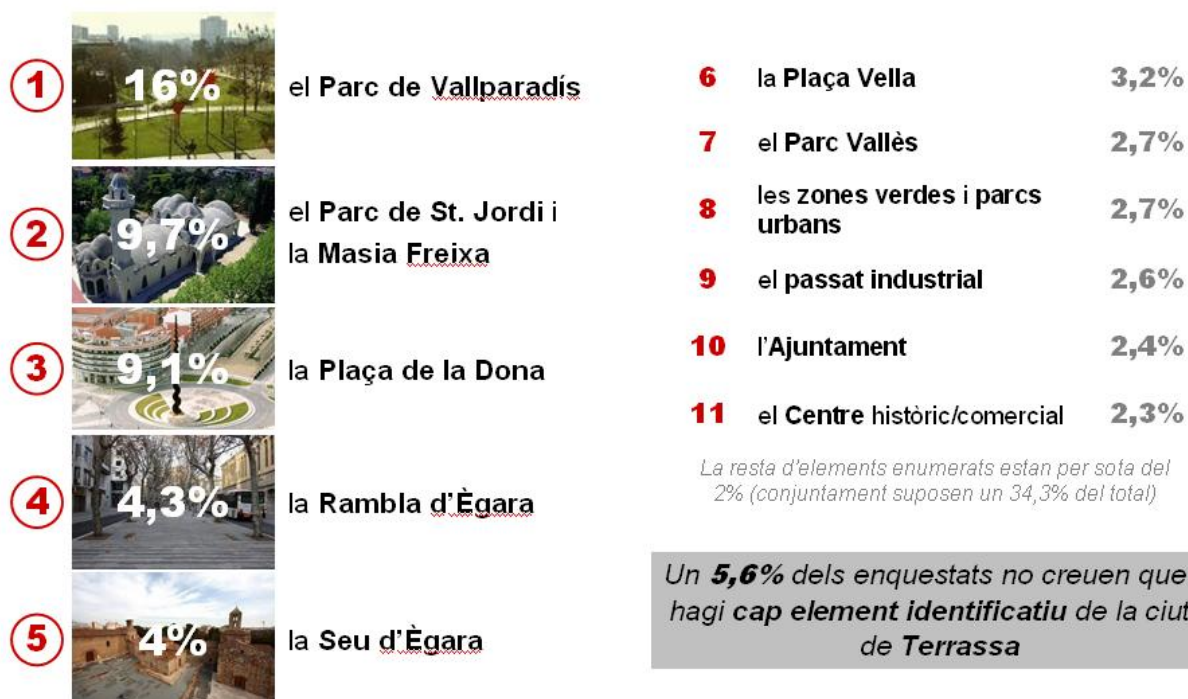 1
16%
el Parc de Vallparadís
2
9,7%
el Parc de St. Jordi i
la Masia Freixa
3
9,1%
la Plaça de la Dona
4
4,3%
la Rambla d'Ègara
5
4%
la Seu d'Ègara
6 la Plaça Vella 3,2%
7 el Parc Vallès 2,7%
8 les zones verdes i parcs
urbans 2,7%
9 el passat industrial 2,6%
10 l'Ajuntament 2,4%
11 el Centre històric/comercial 2,3%
La resta d'elements enumerats estan per sota del
2% (conjuntament suposen un 34,3% del total)
Un 5,6% dels enquestats no creuen que
hagi cap element identificatiu de la ciut
de Terrassa